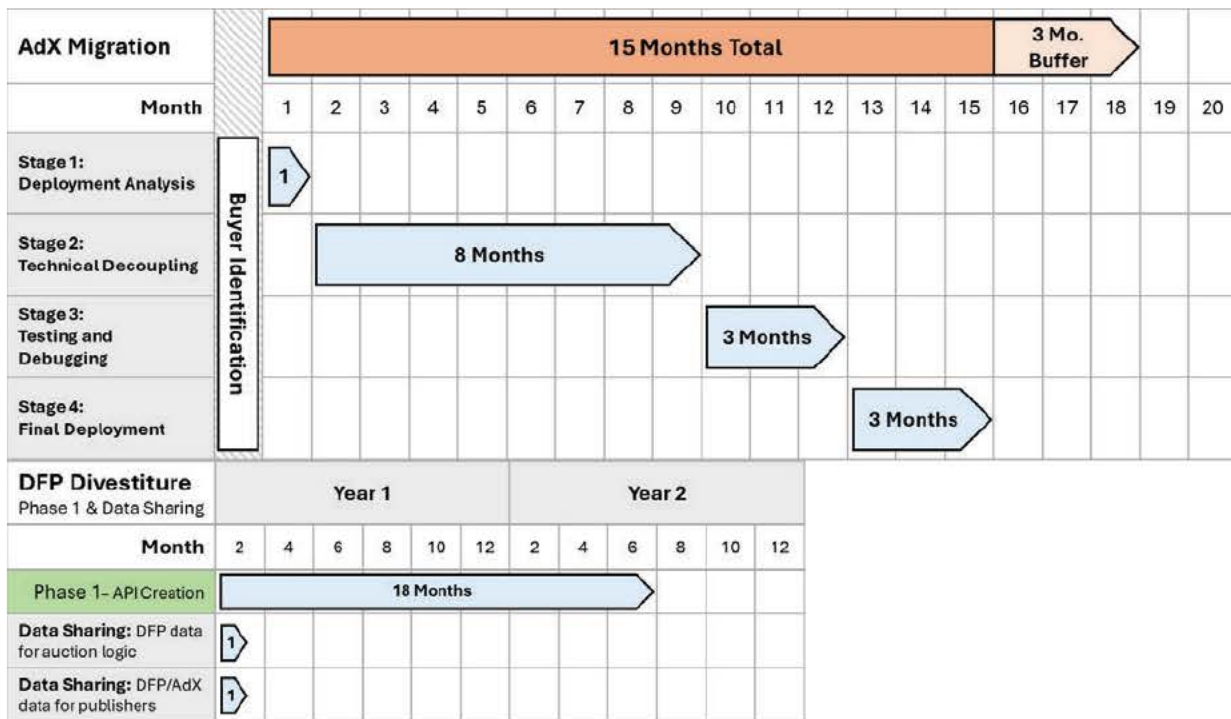 AdX Migration
15 Months Total
3 Mo.
Buffer
Month
1 2 3 4 5 6 7 8 9 10 11 12 13 14 15 16 17 18 19 20
Buyer Identification
Stage 1:
Deployment Analysis
1
Stage 2:
Technical Decoupling
8 Months
Stage 3:
Testing and
Debugging
3 Months
Stage 4:
Final Deployment
3 Months
DFP Divestiture
Phase 1 & Data Sharing
Year 1
Year 2
Month
2 4 6 8 10 12 2 4 6 8 10 12
Phase 1– API Creation
18 Months
Data Sharing: DFP data
for auction logic
1
Data Sharing: DFP/AdX
data for publishers
1